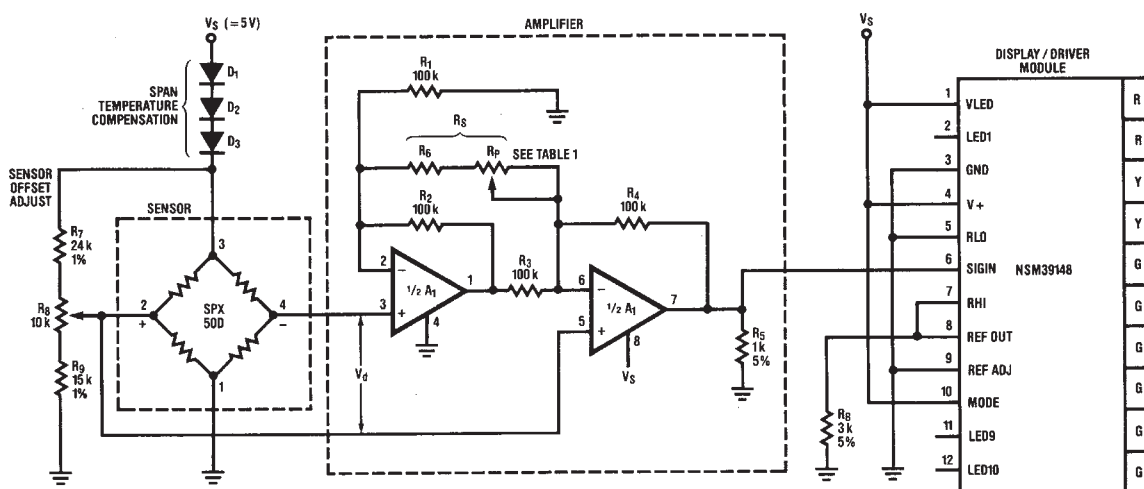 AMPLIFIER
VS (= 5 V)
D1
D2
D3
SPAN
TEMPERATURE
COMPENSATION
SENSOR
OFFSET
ADJUST
SENSOR
R7
24 k
1%
R8
10 k
R9
15 k
1%
3
2
+
SPX
50D
4
−
1
R1
100 k
RS
R6
RP
SEE TABLE 1
R2
100 k
2
−
3
+
½ A1
1
4
R3
100 k
R4
100 k
6
−
5
+
½ A1
7
8
VS
Vd
R5
1 k
5%
VS
DISPLAY / DRIVER
MODULE
NSM39148
1 VLED
2 LED1
3 GND
4 V+
5 RLO
6 SIGIN
7 RHI
8 REF OUT
9 REF ADJ
10 MODE
11 LED9
12 LED10
R8
3 k
5%
R
R
Y
Y
G
G
G
G
G
G